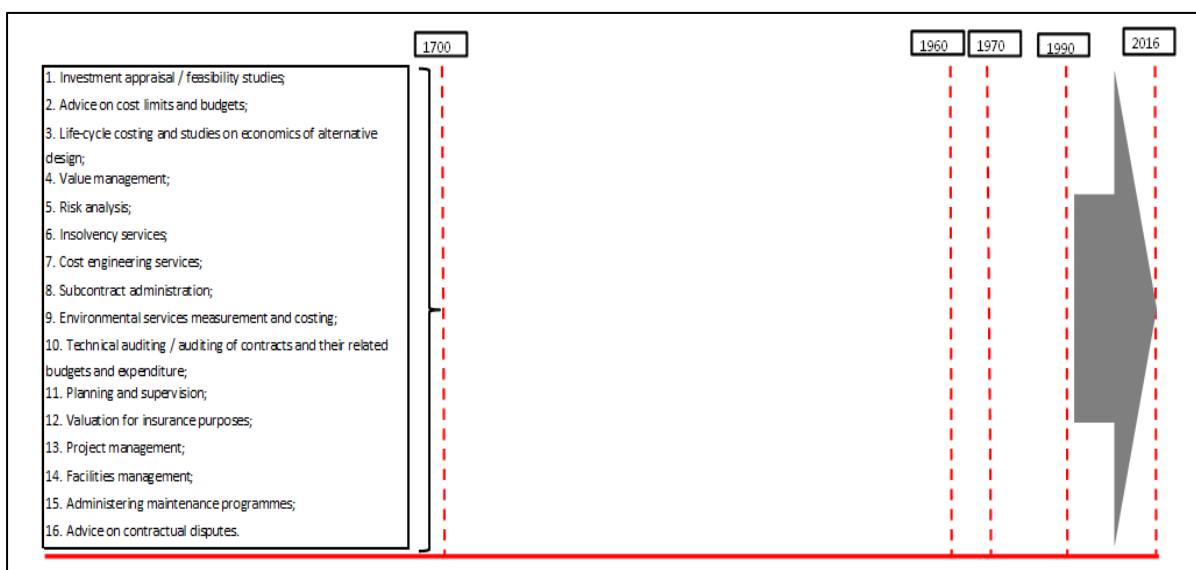 1700
1960
1970
1990
2016
1. Investment appraisal / feasibility studies;
2. Advice on cost limits and budgets;
3. Life-cycle costing and studies on economics of alternative
design;
4. Value management;
5. Risk analysis;
6. Insolvency services;
7. Cost engineering services;
8. Subcontract administration;
9. Environmental services measurement and costing;
10. Technical auditing / auditing of contracts and their related
budgets and expenditure;
11. Planning and supervision;
12. Valuation for insurance purposes;
13. Project management;
14. Facilities management;
15. Administering maintenance programmes;
16. Advice on contractual disputes.